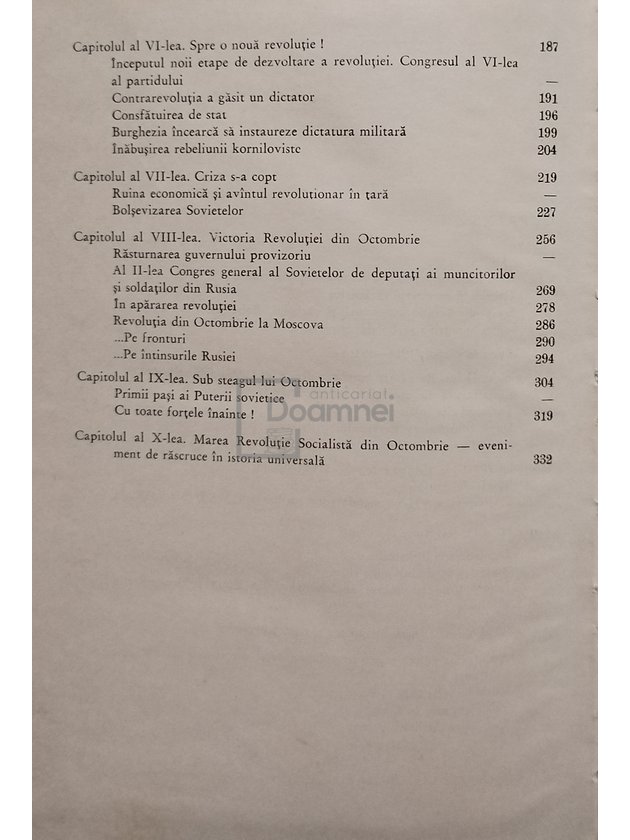 Capitolul al VI-lea. Spre o nouă revoluție ! 187
Începutul noii etape de dezvoltare a revoluției. Congresul al VI-lea
al partidului —
Contrarevoluția a găsit un dictator 191
Consfătuirea de stat 196
Burghezia încearcă să instaureze dictatura militară 199
Înăbușirea rebeliunii korniloviste 204
Capitolul al VII-lea. Criza s-a copt 219
Ruina economică și avîntul revoluționar în țară —
Bolșevizarea Sovietelor 227
Capitolul al VIII-lea. Victoria Revoluției din Octombrie 256
Răsturnarea guvernului provizoriu —
Al II-lea Congres general al Sovietelor de deputați ai muncitorilor
și soldaților din Rusia 269
În apărarea revoluției 278
Revoluția din Octombrie la Moscova 286
...Pe fronturi 290
...Pe întinsurile Rusiei 294
Capitolul al IX-lea. Sub steagul lui Octombrie 304
Primii pași ai Puterii sovietice —
Cu toate forțele înainte ! 319
anticariat
Doamnei
Capitolul al X-lea. Marea Revoluție Socialistă din Octombrie — eveni-
ment de răscruce în istoria universală 332